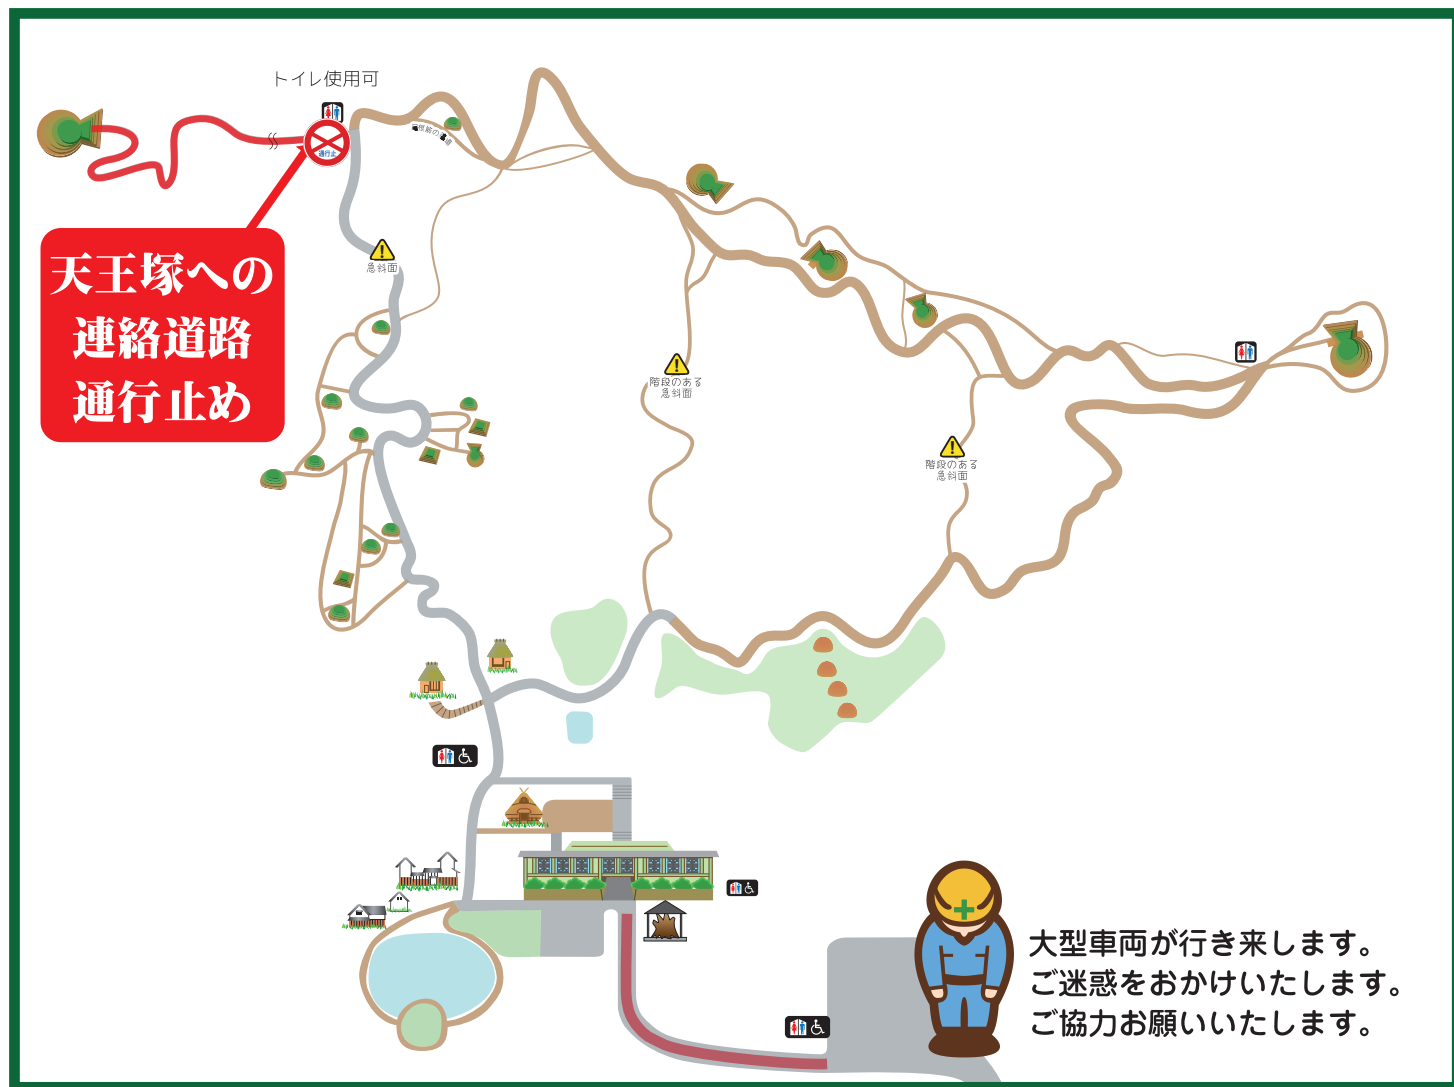 トイレ使用可
通行止
天王塚への
連絡道路
通行止め
急斜面
階段のある
急斜面
階段のある
急斜面
大型車両が行き来します。
ご迷惑をおかけいたします。
ご協力お願いいたします。